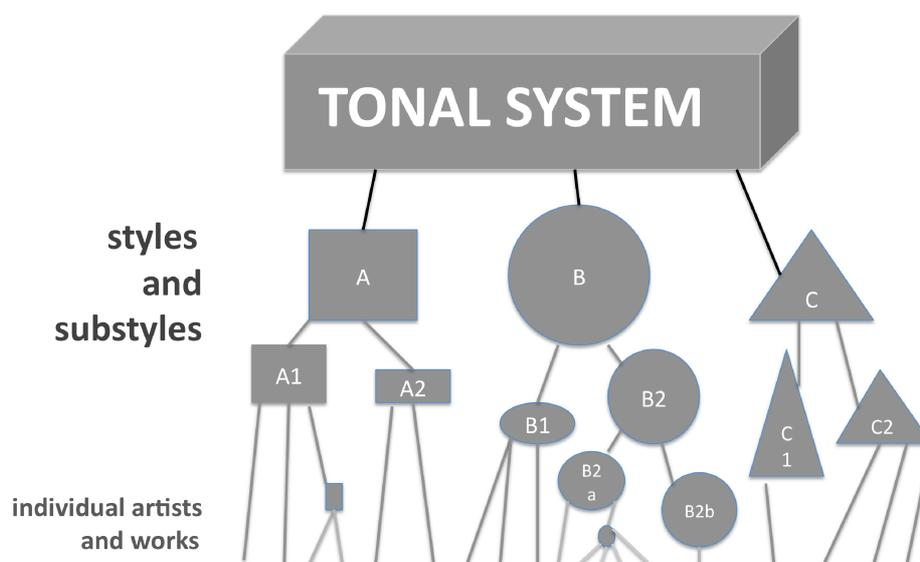 TONAL SYSTEM
styles
and
substyles
A
B
C
A1
A2
B1
B2
C
1
C2
B2
a
B2b
individual artists
and works